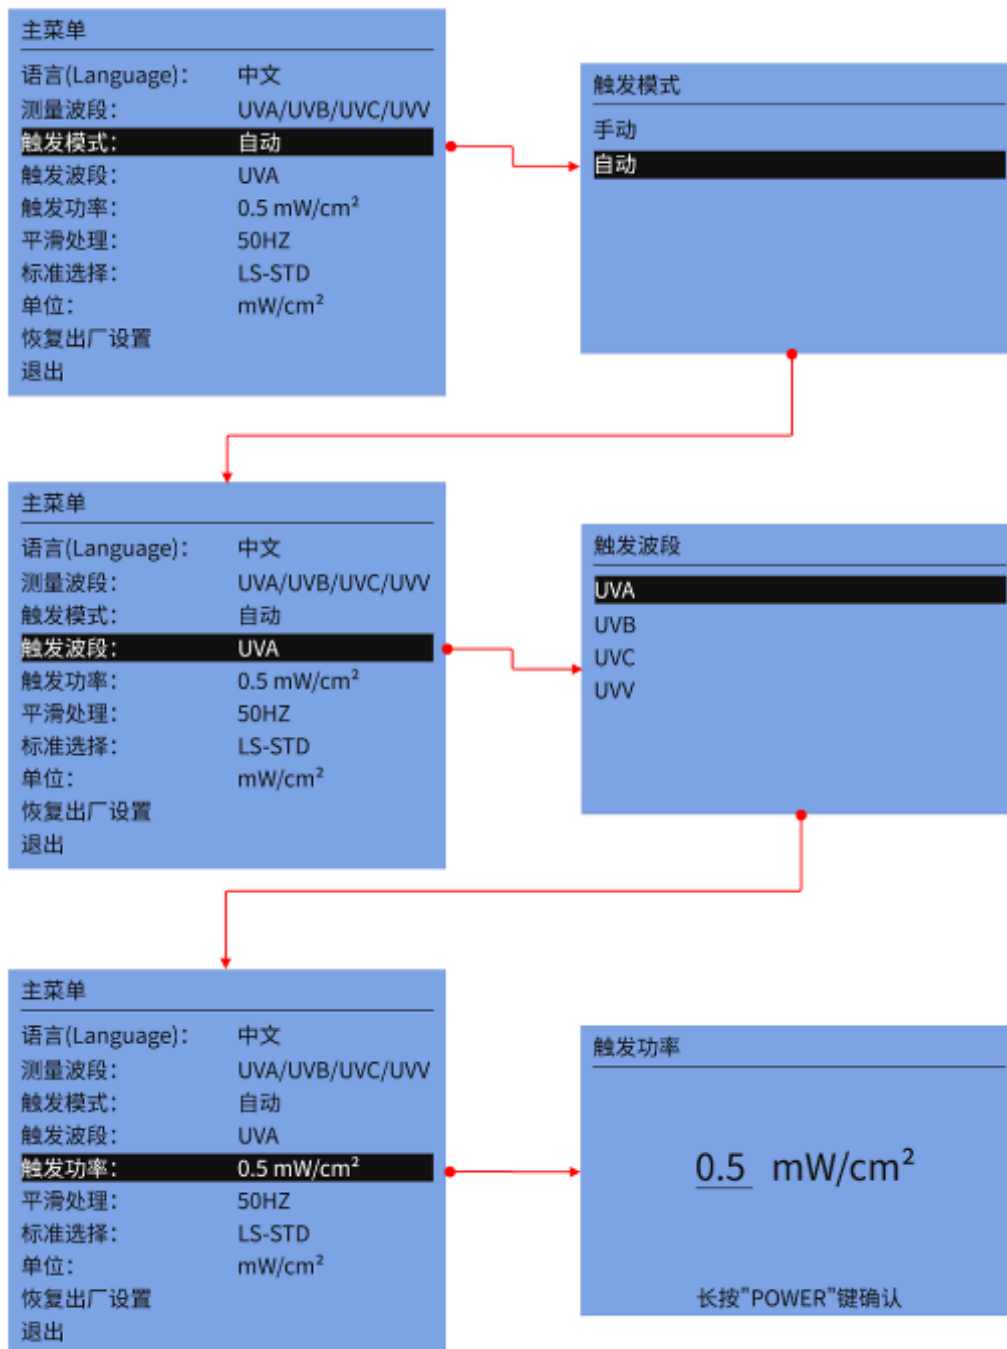 主菜单
语言(Language): 中文
测量波段: UVA/UVB/UVC/UVV
触发模式: 自动
触发波段: UVA
触发功率: 0.5 mW/cm²
平滑处理: 50HZ
标准选择: LS-STD
单位: mW/cm²
恢复出厂设置
退出
触发模式
手动
自动
主菜单
语言(Language): 中文
测量波段: UVA/UVB/UVC/UVV
触发模式: 自动
触发波段: UVA
触发功率: 0.5 mW/cm²
平滑处理: 50HZ
标准选择: LS-STD
单位: mW/cm²
恢复出厂设置
退出
触发波段
UVA
UVB
UVC
UVV
主菜单
语言(Language): 中文
测量波段: UVA/UVB/UVC/UVV
触发模式: 自动
触发波段: UVA
触发功率: 0.5 mW/cm²
平滑处理: 50HZ
标准选择: LS-STD
单位: mW/cm²
恢复出厂设置
退出
触发功率
0.5 mW/cm²
长按"POWER"键确认